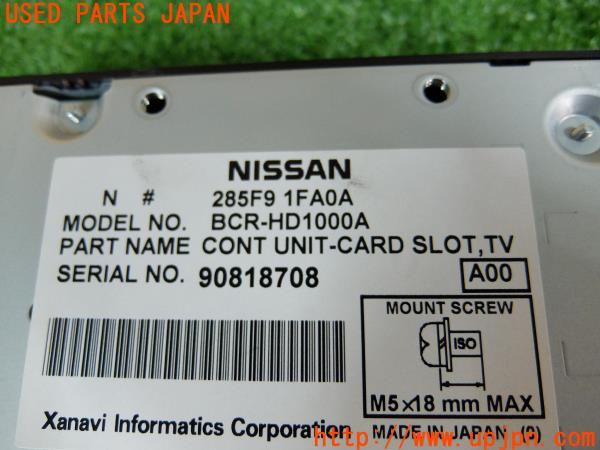 USED PARTS JAPAN
NISSAN
N # 285F9 1FA0A
MODEL NO. BCR-HD1000A
PART NAME CONT UNIT-CARD SLOT,TV
SERIAL NO. 90818708
A00
MOUNT SCREW
ISO
M5×18 mm MAX
Xanavi Informatics Corporation
MADE IN JAPAN (0)
http://www.upjpn.com